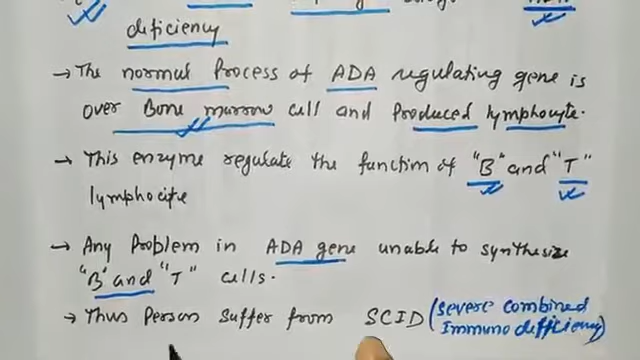 dificiency
→ The normal Process of ADA regulating gene is
over Bone marrow cell and Produced lymphocyte.
→ This enzyme regulate the function of "B" and "T"
lymphocite
→ Any Problem in ADA gene unable to synthesize
"B" and "T" cells.
→ Thus Person Suffer from SCID (Severe Combined
Immuno dificiency)